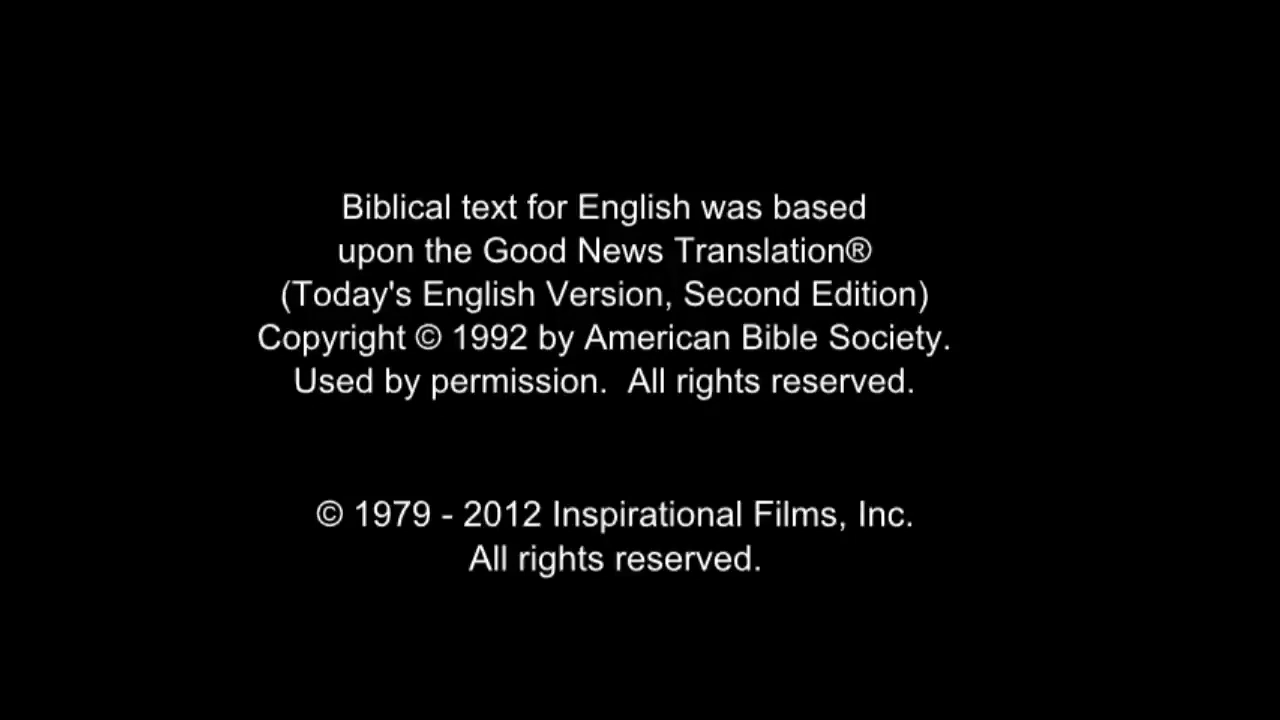 Biblical text for English was based
upon the Good News Translation®
(Today's English Version, Second Edition)
Copyright © 1992 by American Bible Society.
Used by permission.  All rights reserved.
© 1979 - 2012 Inspirational Films, Inc.
All rights reserved.